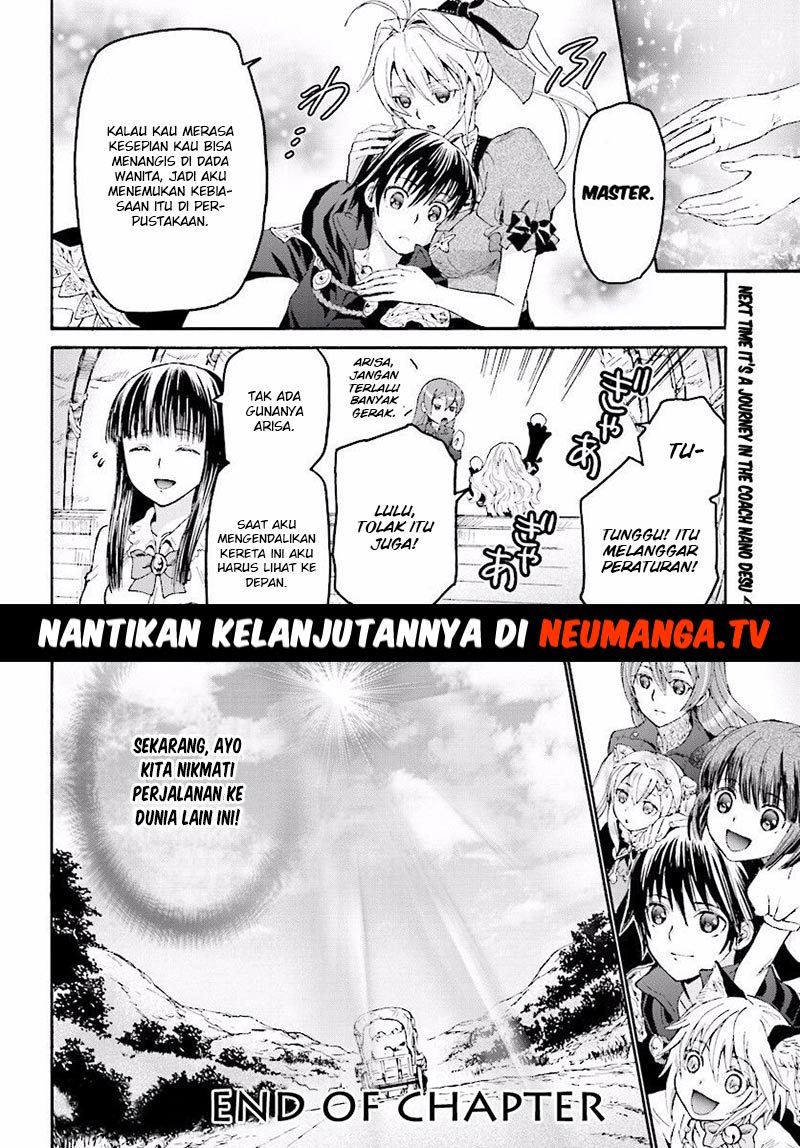 MASTER.
KALAU KAU MERASA
KESEPIAN KAU BISA
MENANGIS DI DADA
WANITA, JADI AKU
MENEMUKAN KEBIA-
SAAN ITU DI PER-
PUSTAKAAN.
NEXT TIME IT'S A JOURNEY IN THE COACH NANO DESU
TU-
TUNGGU! ITU
MELANGGAR
PERATURAN!
ぎゃあ
ぎゃあ
ARISA,
JANGAN
TERLALU
BANYAK
GERAK.
LULU,
TOLAK ITU
JUGA!
TAK ADA
GUNANYA
ARISA.
SAAT AKU
MENGENDALIKAN
KERETA INI AKU
HARUS LIHAT KE
DEPAN.
NANTIKAN KELANJUTANNYA DI NEUMANGA.TV
SEKARANG, AYO
KITA NIKMATI
PERJALANAN KE
DUNIA LAIN INI!
END OF CHAPTER